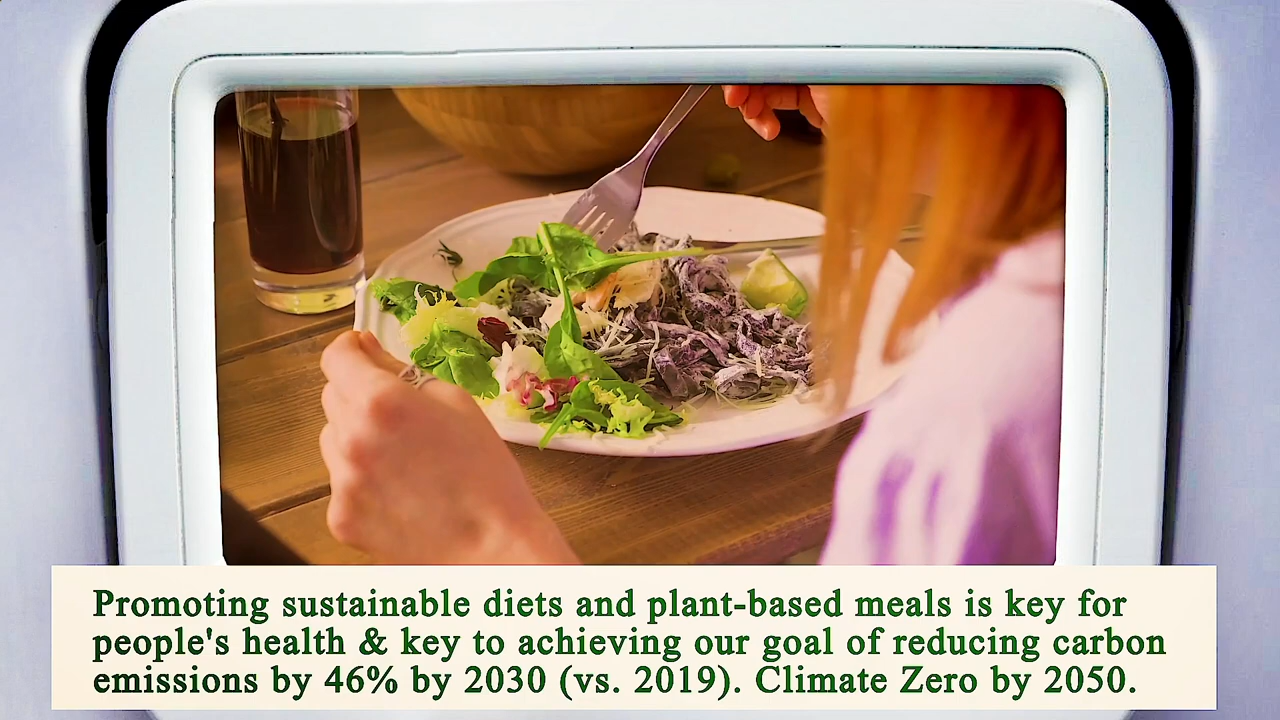 Promoting sustainable diets and plant-based meals is key for
people's health & key to achieving our goal of reducing carbon
emissions by 46% by 2030 (vs. 2019). Climate Zero by 2050.